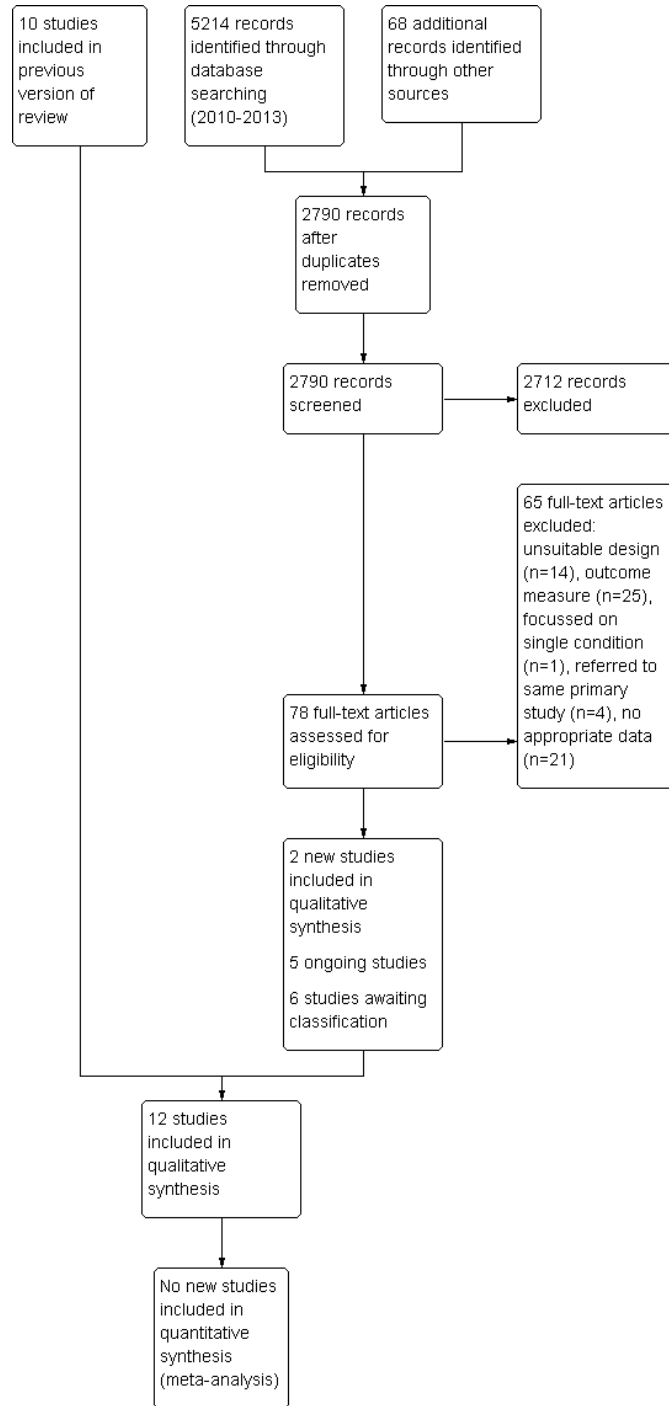 10 studies
included in
previous
version of
review
5214 records
identified through
database
searching
(2010-2013)
68 additional
records identified
through other
sources
2790 records
after
duplicates
removed
2790 records
screened
2712 records
excluded
65 full-text articles
excluded:
unsuitable design
(n=14), outcome
measure (n=25),
focussed on
single condition
(n=1), referred to
same primary
study (n=4), no
appropriate data
(n=21)
78 full-text articles
assessed for
eligibility
2 new studies
included in
qualitative
synthesis
5 ongoing studies
6 studies awaiting
classification
12 studies
included in
qualitative
synthesis
No new studies
included in
quantitative
synthesis
(meta-analysis)